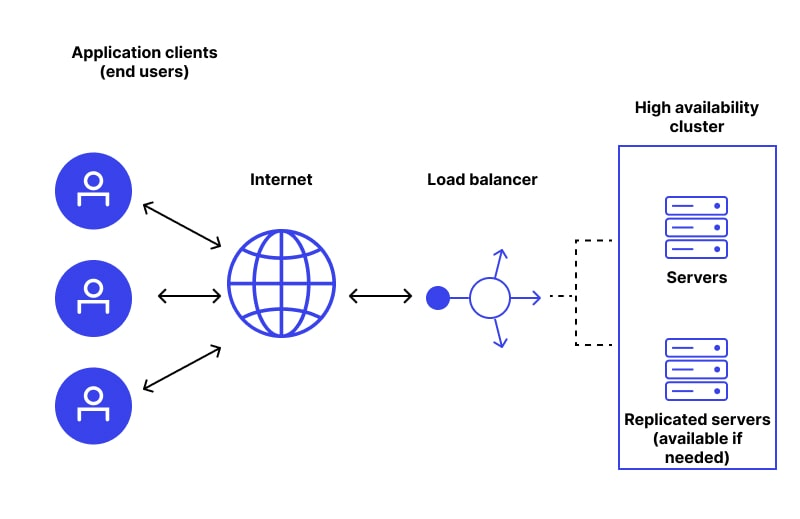 Application clients
(end users)
Internet
Load balancer
High availability
cluster
Servers
Replicated servers
(available if
needed)